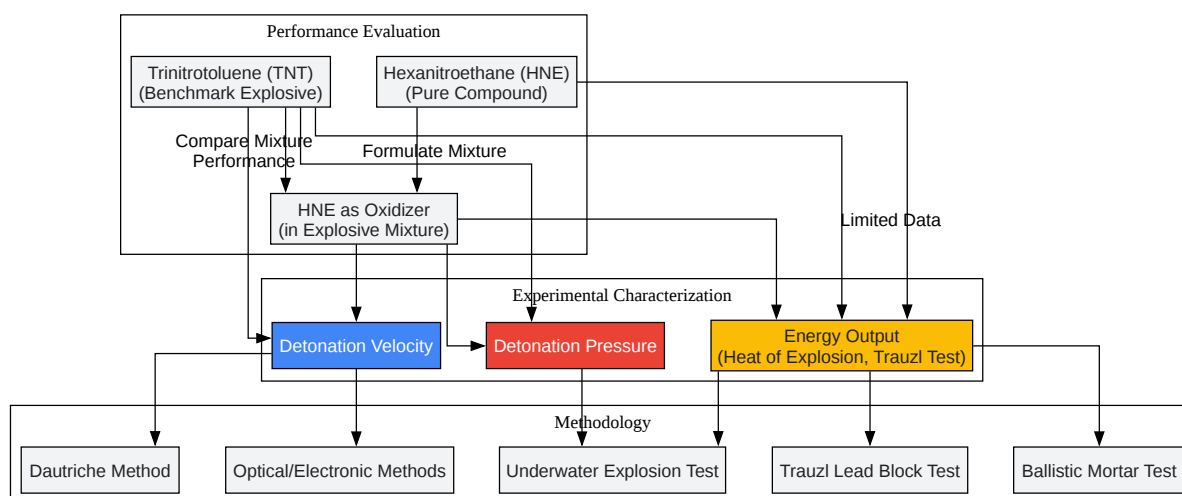 Performance Evaluation
Trinitrotoluene (TNT)
(Benchmark Explosive)
Hexanitroethane (HNE)
(Pure Compound)
Compare Mixture
Performance
Formulate Mixture
HNE as Oxidizer
(in Explosive Mixture)
Limited Data
Experimental Characterization
Detonation Velocity
Detonation Pressure
Energy Output
(Heat of Explosion, Trauzl Test)
Methodology
Dautriche Method
Optical/Electronic Methods
Underwater Explosion Test
Trauzl Lead Block Test
Ballistic Mortar Test